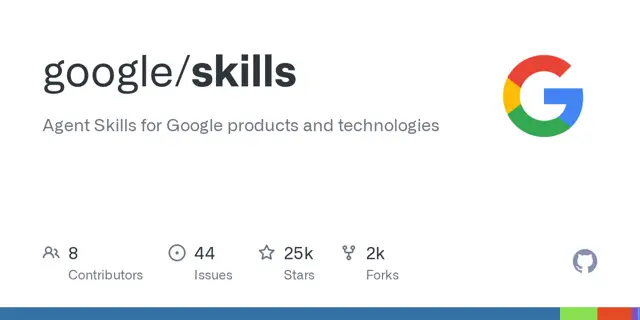 google/skills
Agent Skills for Google products and technologies
8 44 25k 2k
Contributors Issues Stars Forks